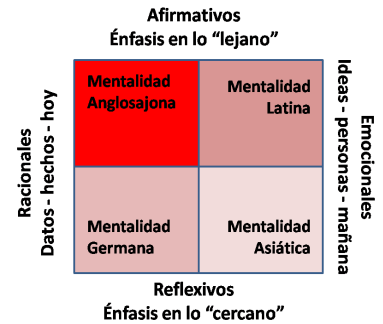 Afirmativos
Énfasis en lo “lejano”
Racionales
Datos - hechos - hoy
Mentalidad
Anglosajona
Mentalidad
Latina
Mentalidad
Germana
Mentalidad
Asiática
Emocionales
Ideas - personas - mañana
Reflexivos
Énfasis en lo “cercano”